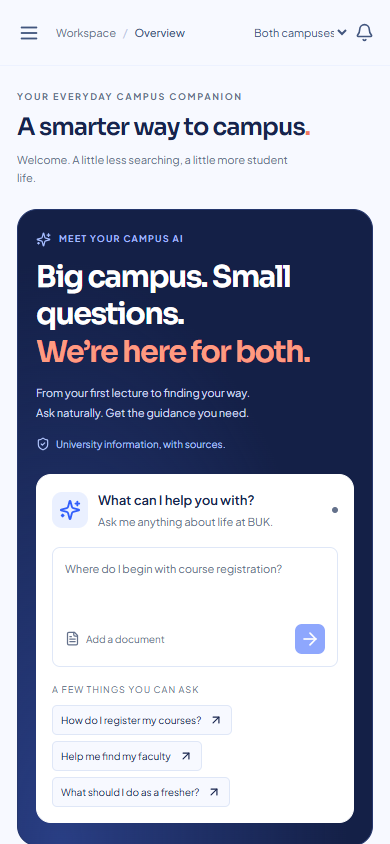 Workspace / Overview
Both campuses
YOUR EVERYDAY CAMPUS COMPANION
A smarter way to campus.
Welcome. A little less searching, a little more student
life.
MEET YOUR CAMPUS AI
Big campus. Small
questions.
We’re here for both.
From your first lecture to finding your way.
Ask naturally. Get the guidance you need.
University information, with sources.
What can I help you with?
Ask me anything about life at BUK.
Where do I begin with course registration?
Add a document
A FEW THINGS YOU CAN ASK
How do I register my courses?
Help me find my faculty
What should I do as a fresher?